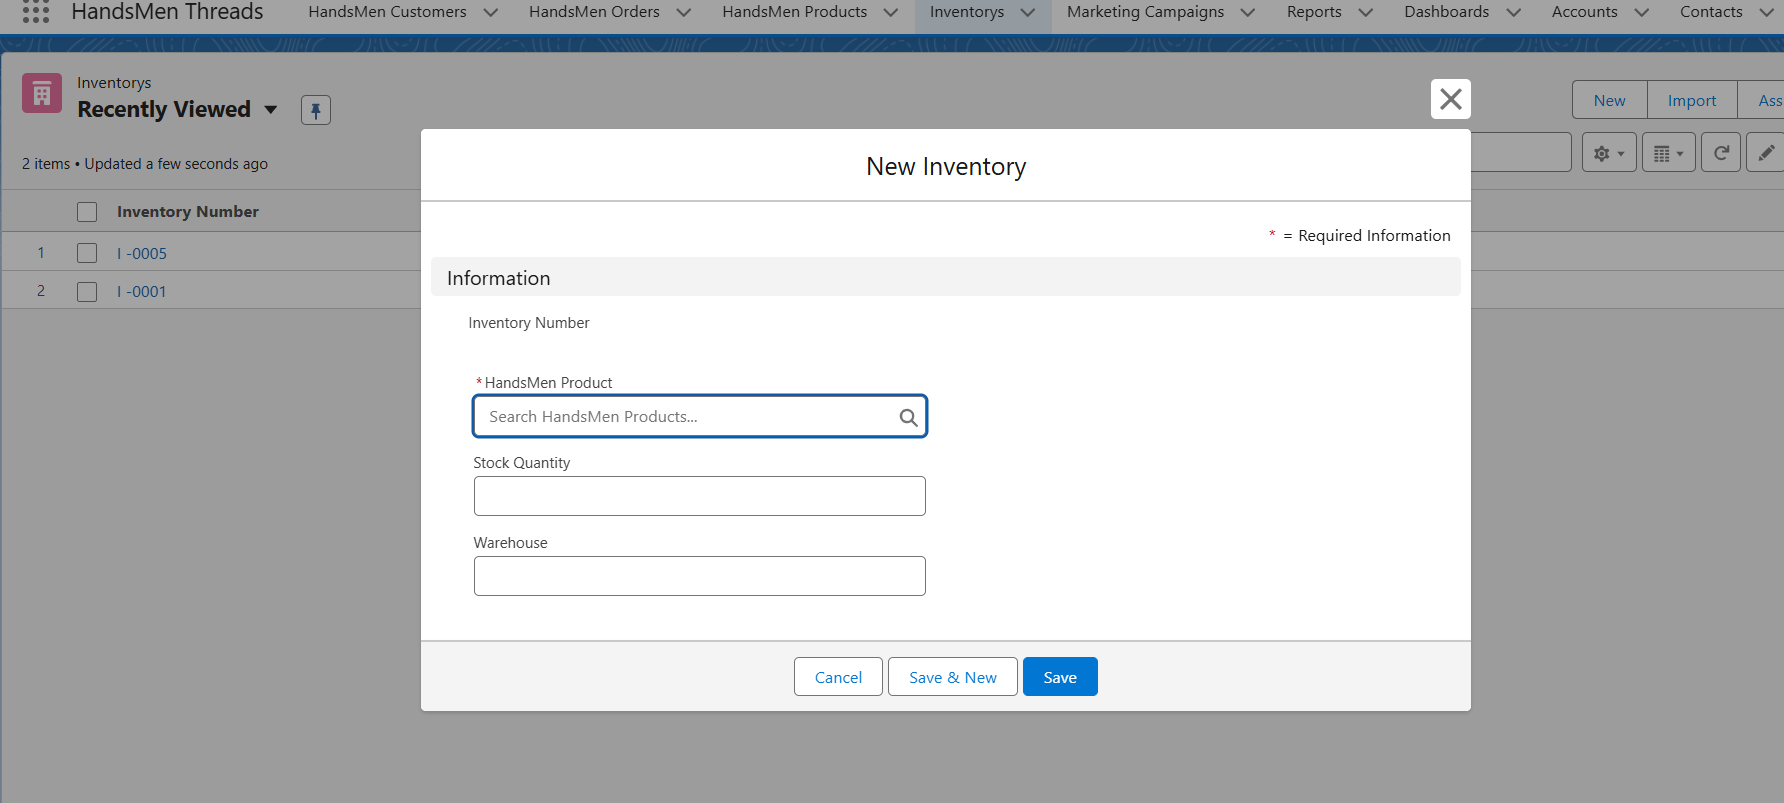 HandsMen Threads HandsMen Customers HandsMen Orders HandsMen Products Inventorys Marketing Campaigns Reports Dashboards Accounts Contacts
Inventorys
Recently Viewed
New Import Ass
2 items • Updated a few seconds ago
New Inventory
Inventory Number
* = Required Information
1 I -0005
Information
2 I -0001
Inventory Number
*HandsMen Product
Search HandsMen Products...
Stock Quantity
Warehouse
Cancel Save & New Save